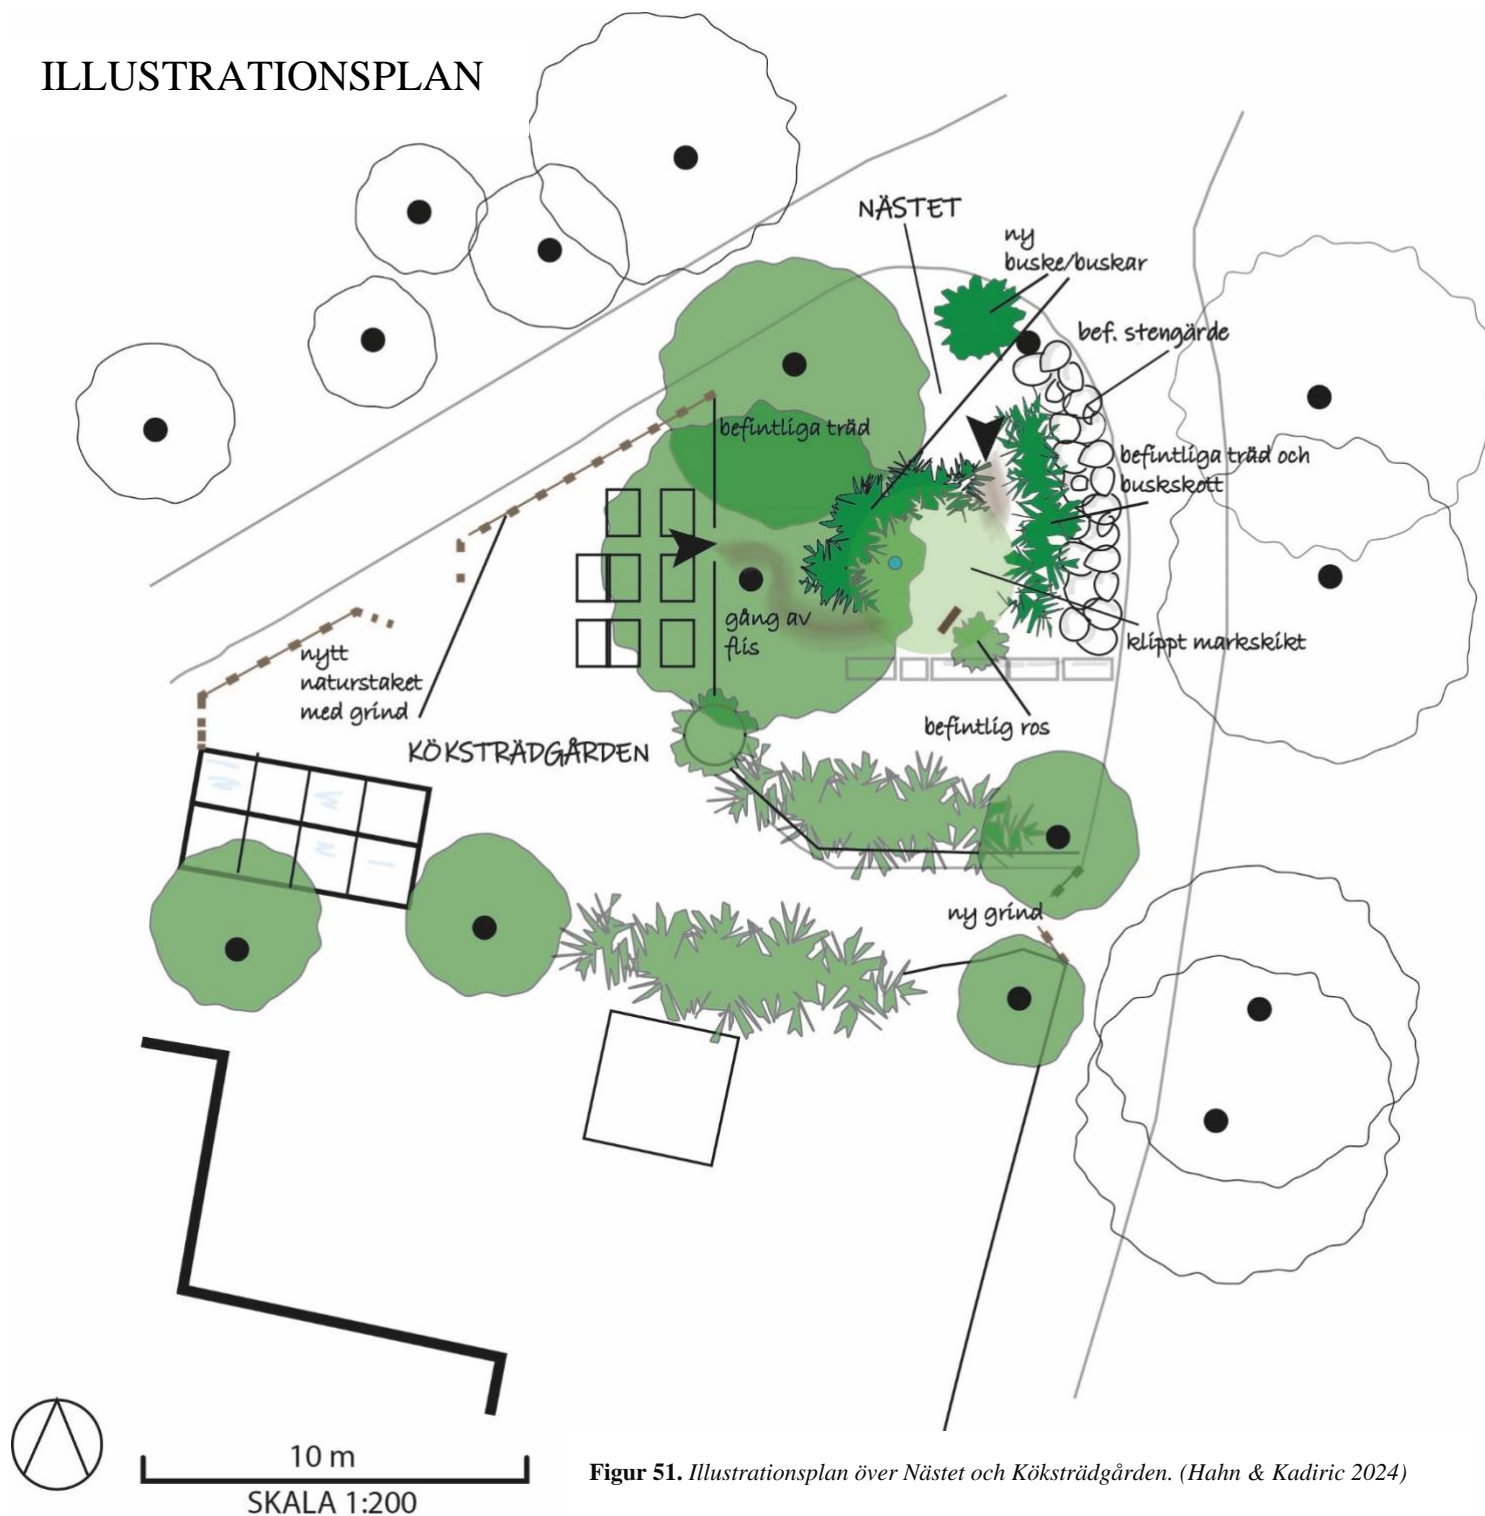 ILLUSTRATIONSPLAN
NÄSTET
ny
buske/buskar
bef. stengärde
befintliga träd
befintliga träd och
buskskott
gång av
flis
klippt markskikt
nytt
naturstaket
med grind
befintlig ros
KÖKSTRÄDGÅRDEN
ny grind
10 m
SKALA 1:200
Figur 51. Illustrationsplan över Nästet och Köksträdgården. (Hahn & Kadiric 2024)